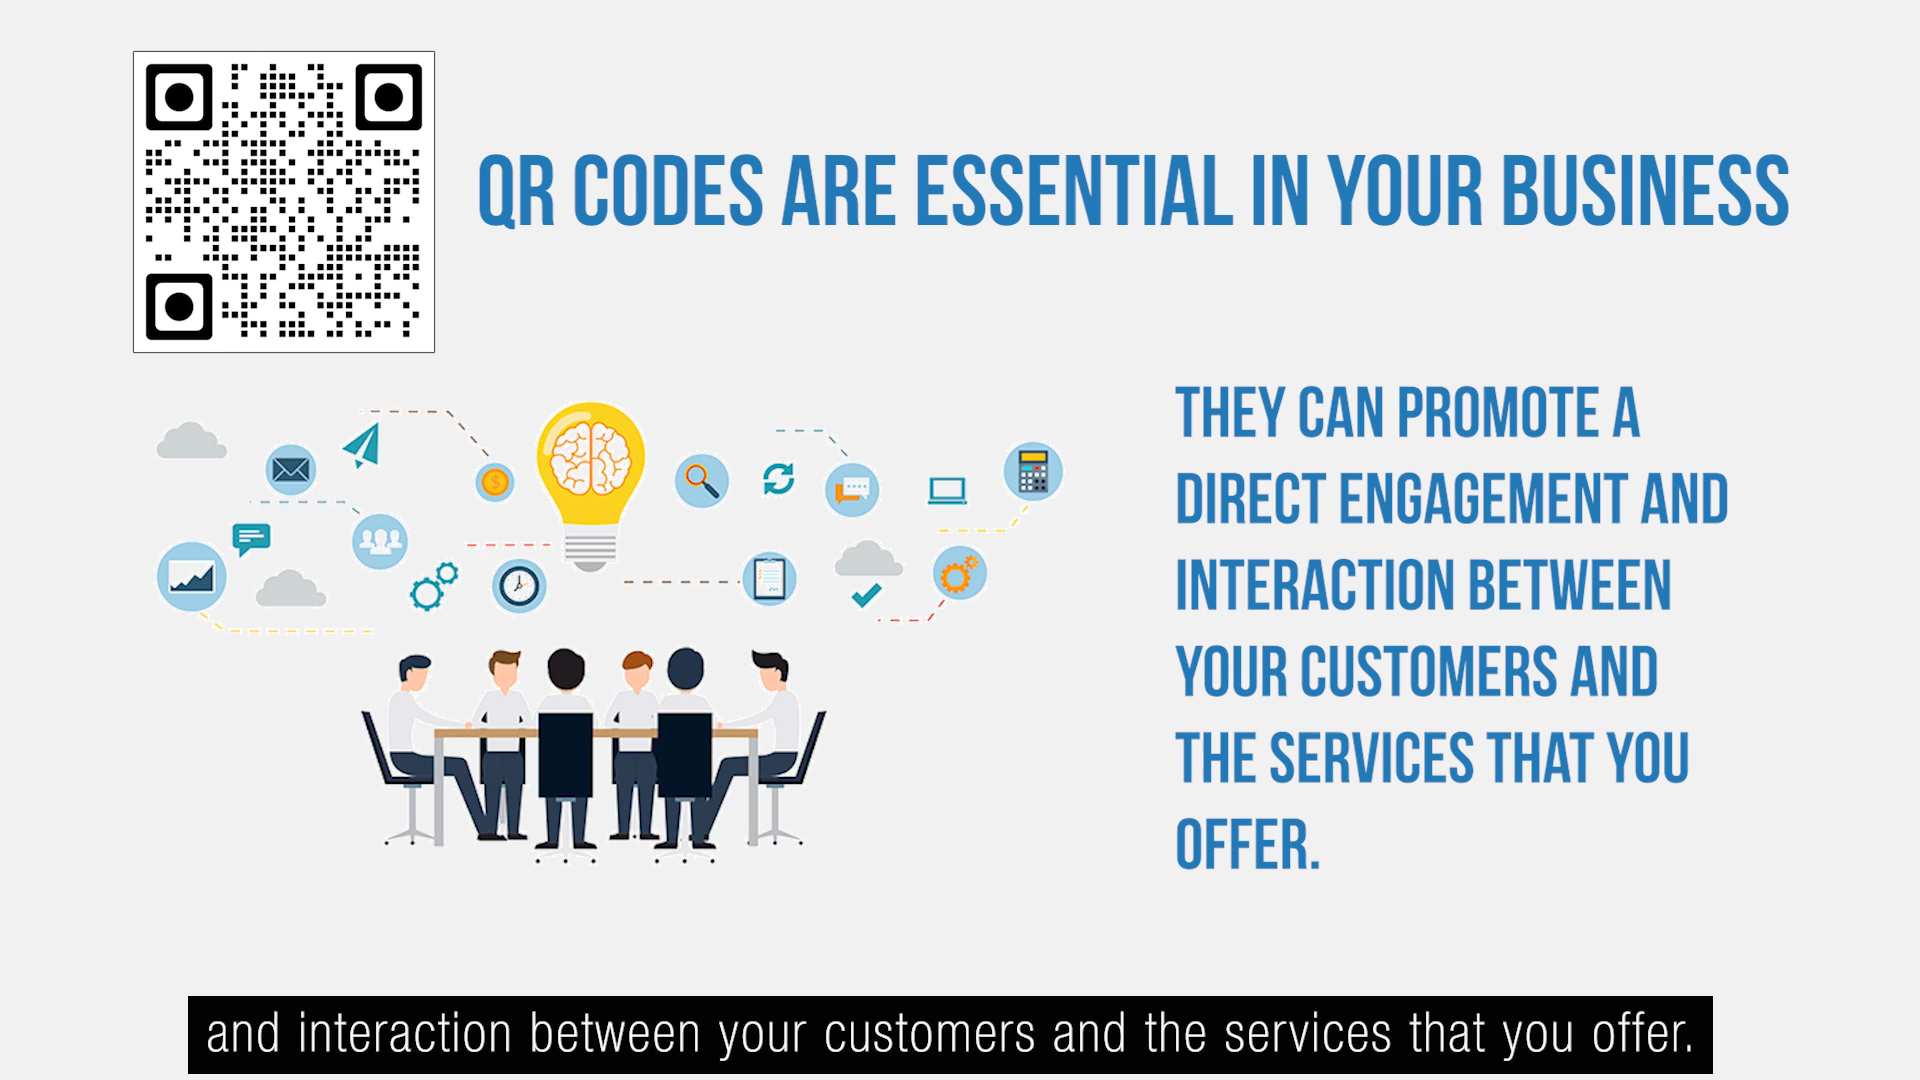 QR CODES ARE ESSENTIAL IN YOUR BUSINESS
THEY CAN PROMOTE A
DIRECT ENGAGEMENT AND
INTERACTION BETWEEN
YOUR CUSTOMERS AND
THE SERVICES THAT YOU
OFFER.
and interaction between your customers and the services that you offer.